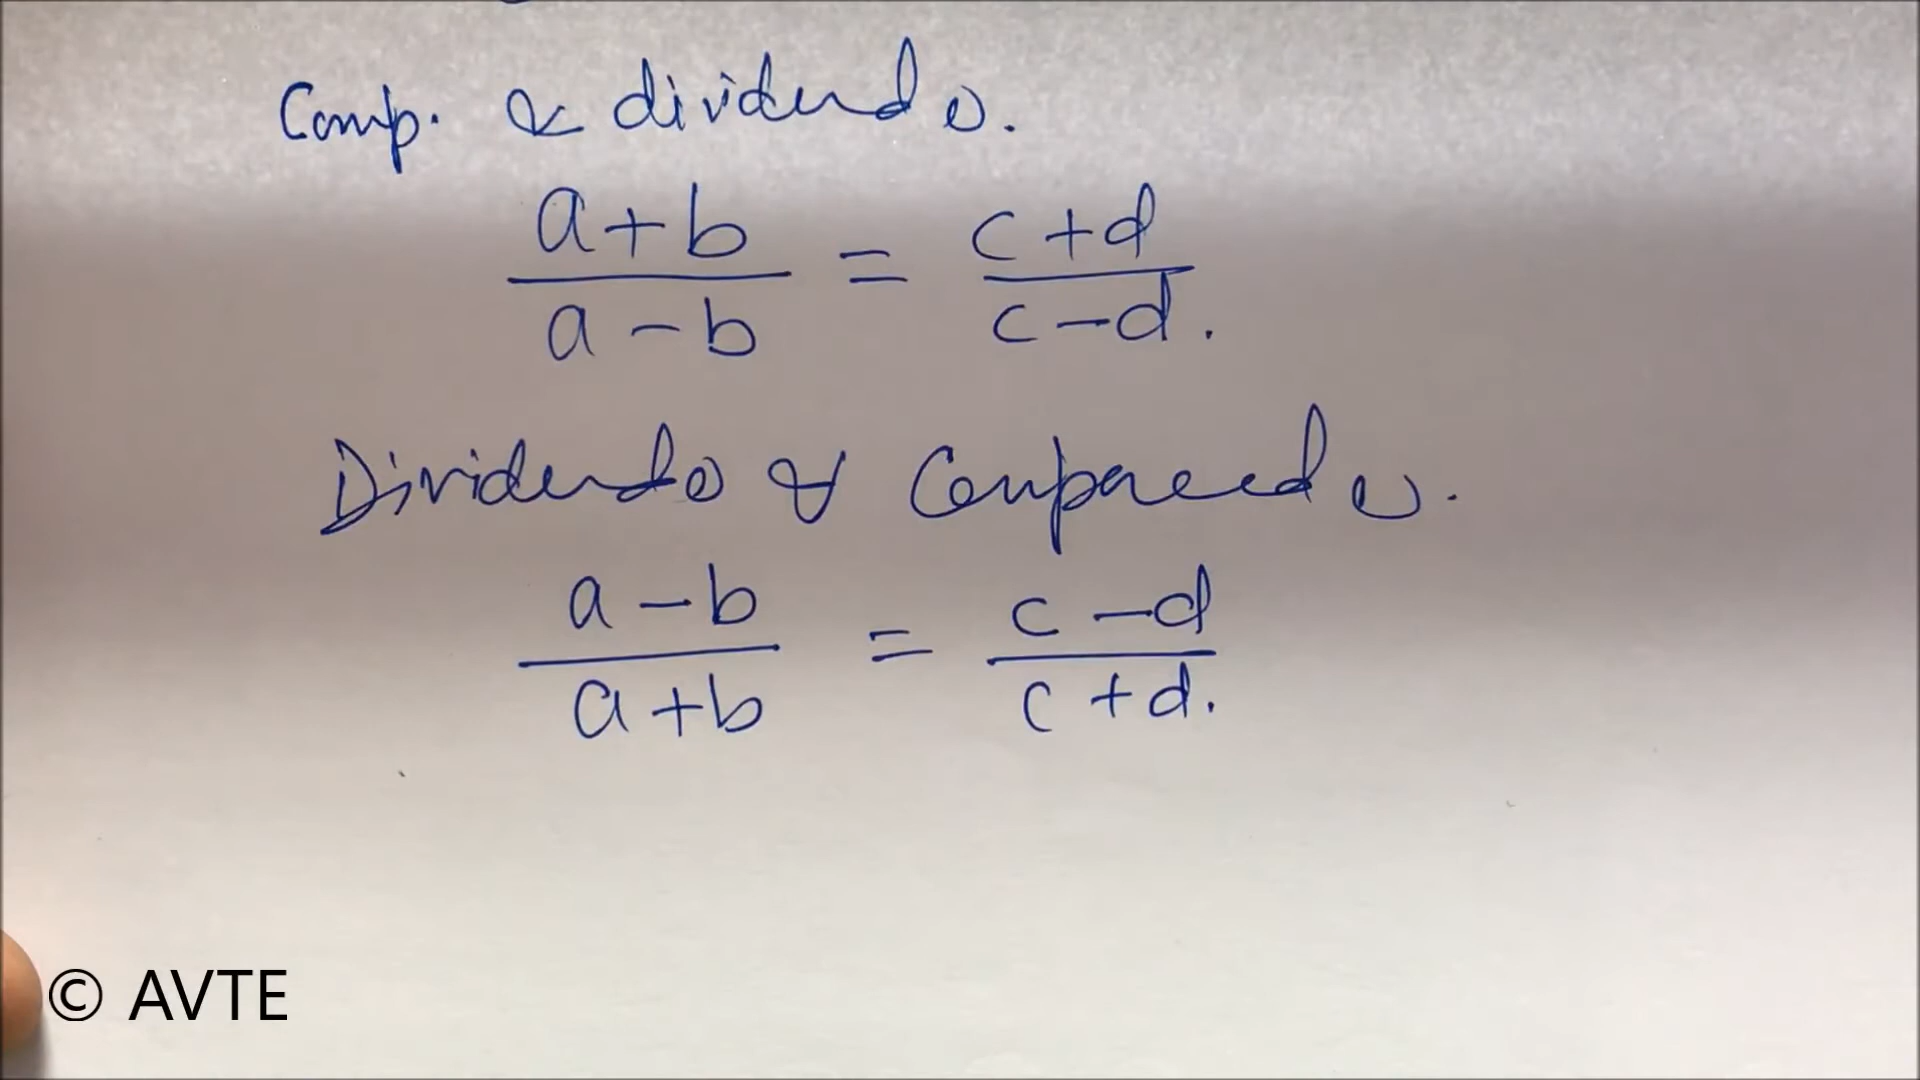 Comp. & dividendo.
a+b / a-b = c+d / c-d.
Dividendo & Componendo.
a-b / a+b = c-d / c+d.
© AVTE